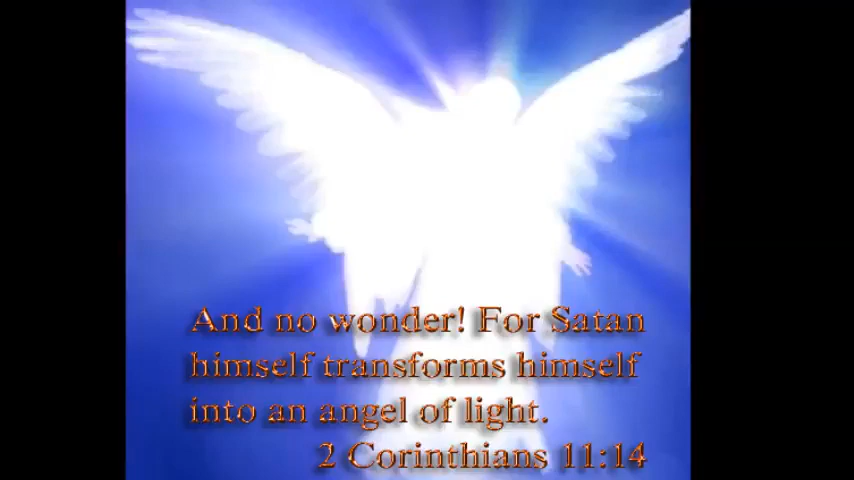 And no wonder! For Satan
himself transforms himself
into an angel of light.
2 Corinthians 11:14